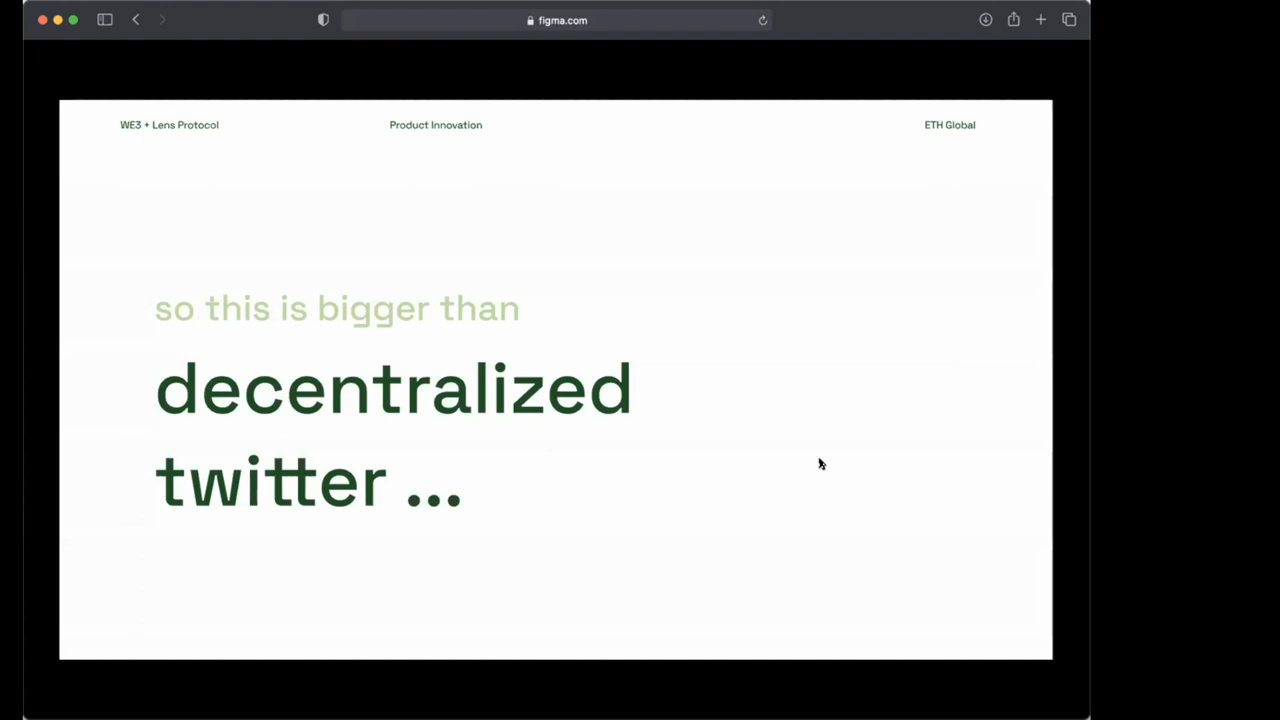 figma.com
WE3 + Lens Protocol
Product Innovation
ETH Global
so this is bigger than
decentralized
twitter ...